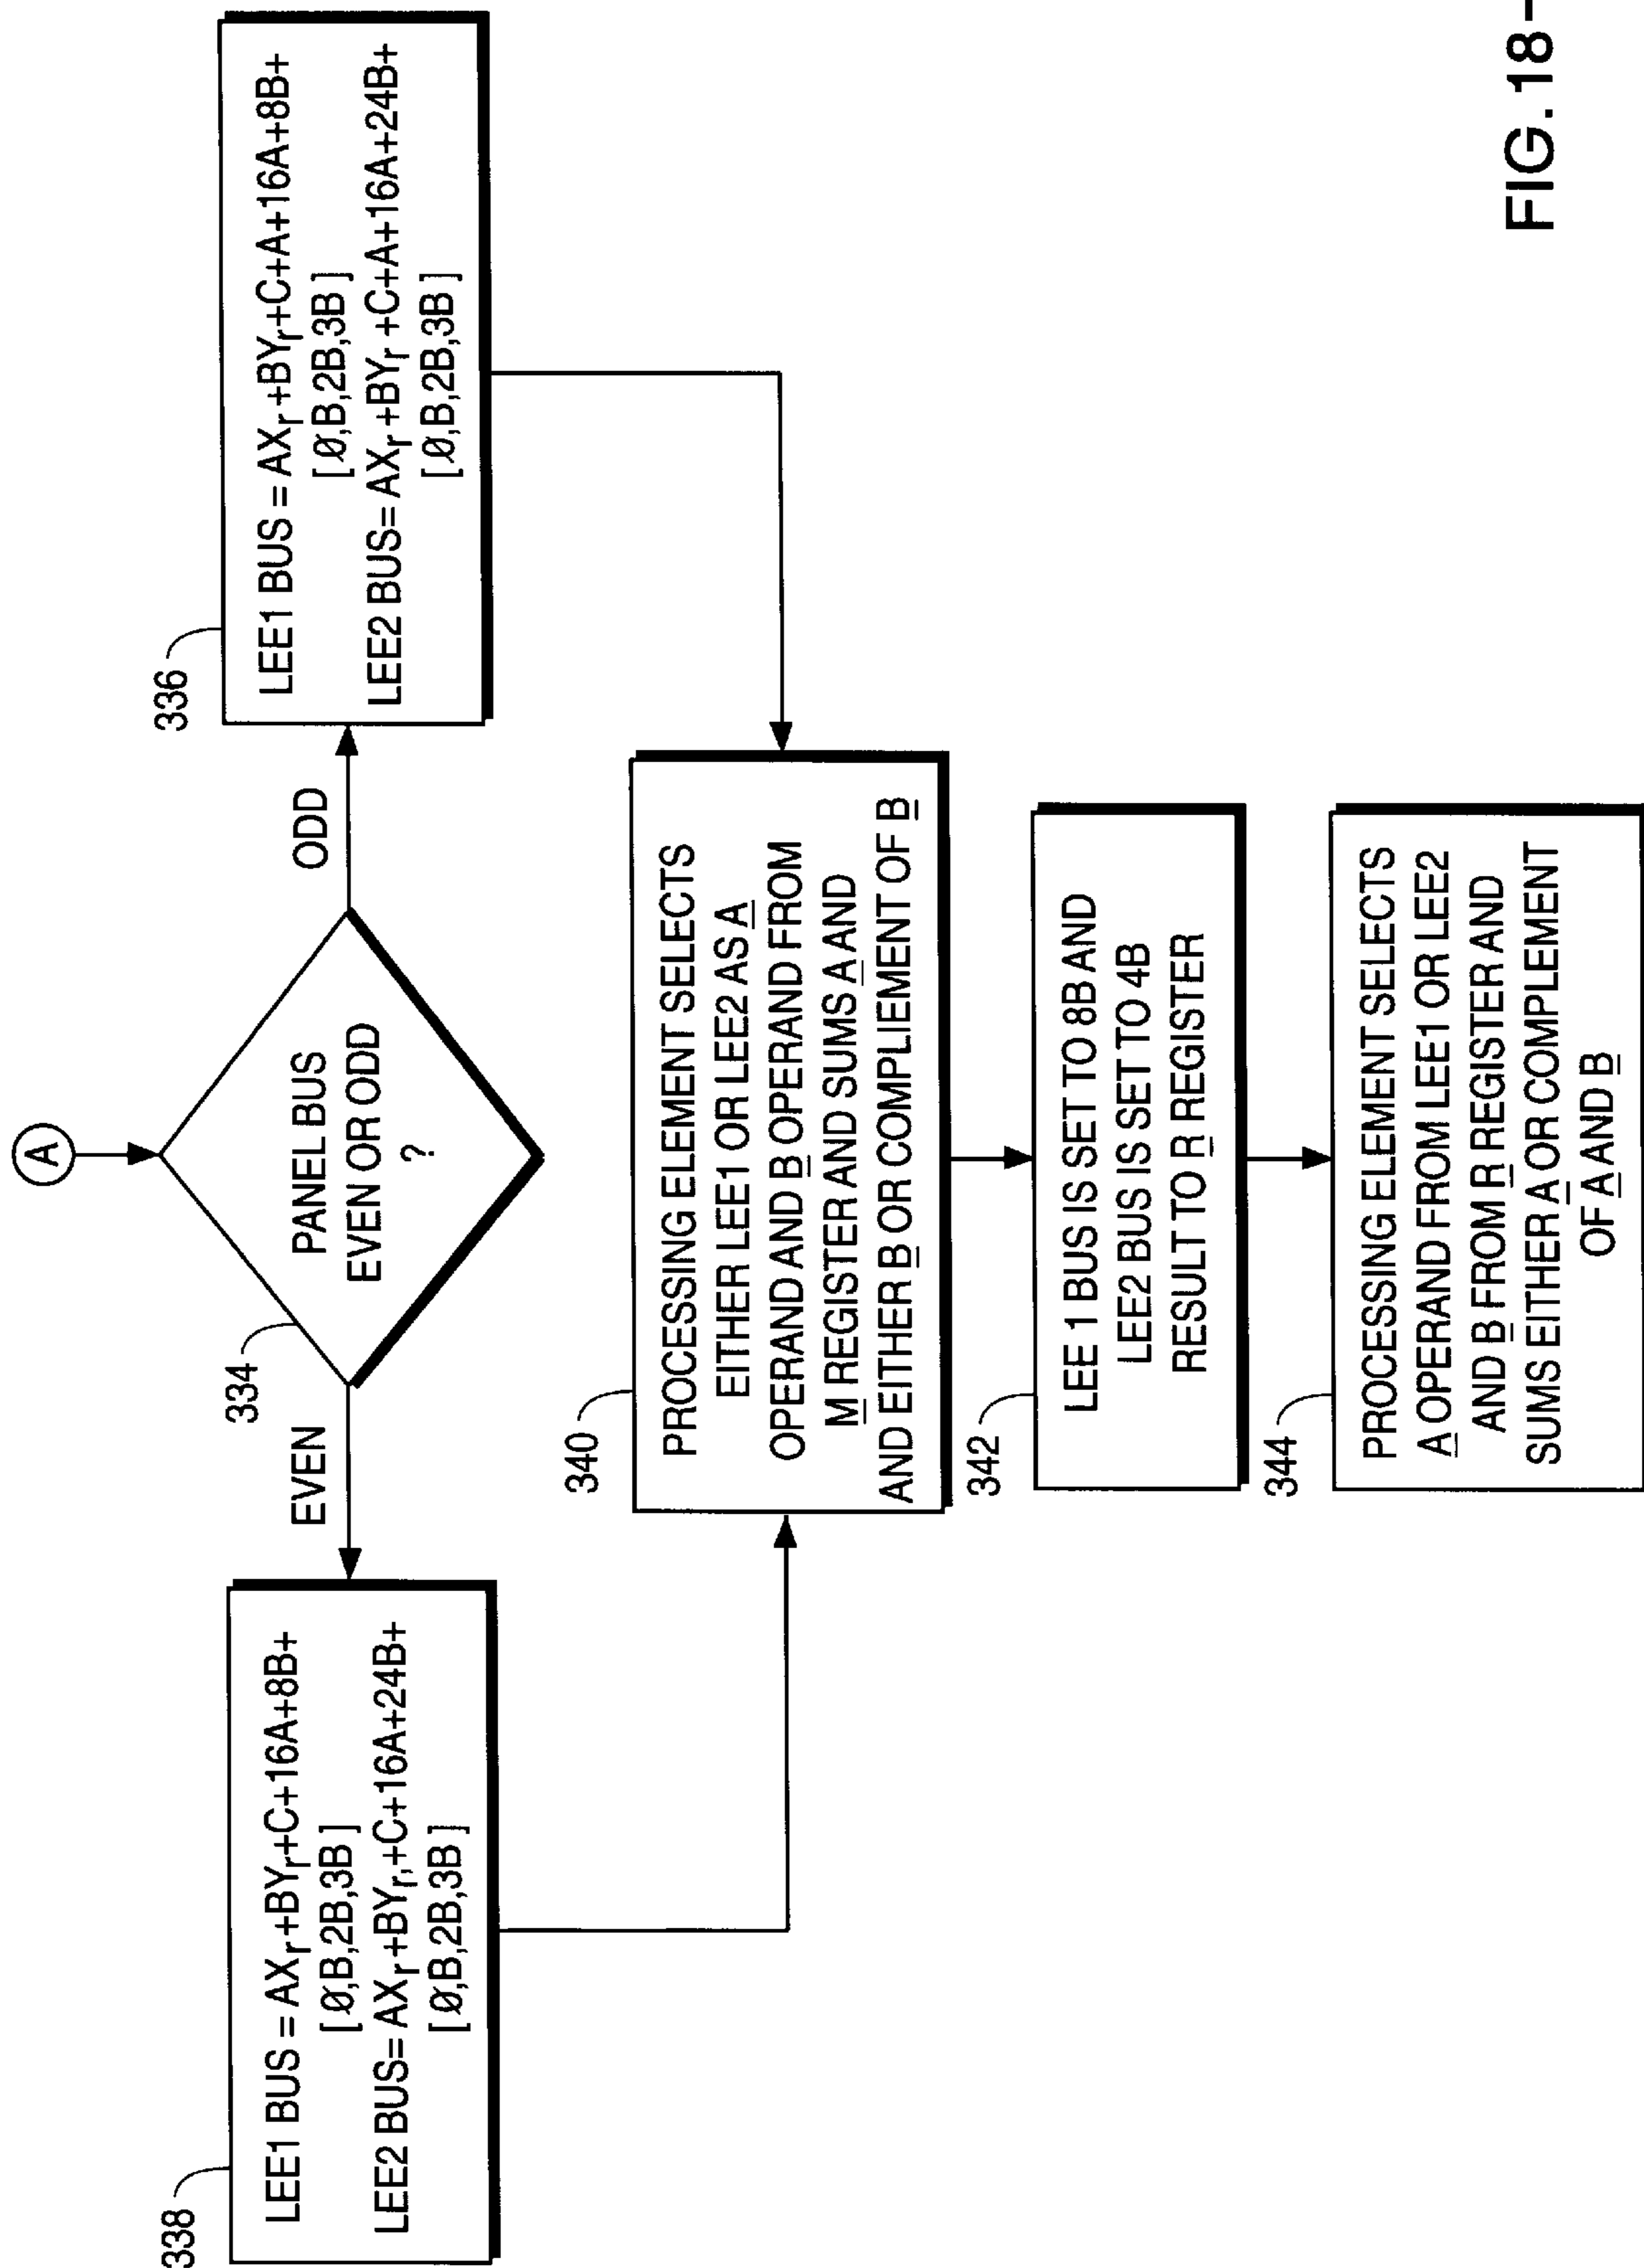 A
PANEL BUS
EVEN OR ODD
?
334
EVEN
ODD
338
LEE1 BUS = AXr+BYr+C+16A+8B+
[Ø,B,2B,3B]
LEE2 BUS= AXr+BYr,+C+16A+24B+
[Ø,B,2B,3B]
336
LEE1 BUS = AXr+BYr+C+A+16A+8B+
[Ø,B,2B,3B]
LEE2 BUS= AXr+BYr+C+A+16A+24B+
[Ø,B,2B,3B]
340
PROCESSING ELEMENT SELECTS
EITHER LEE1 OR LEE2 AS A
OPERAND AND B OPERAND FROM
M REGISTER AND SUMS A AND
AND EITHER B OR COMPLIEMENT OF B
342
LEE 1 BUS IS SET TO 8B AND
LEE2 BUS IS SET TO 4B
RESULT TO R REGISTER
344
PROCESSING ELEMENT SELECTS
A OPERAND FROM LEE1 OR LEE2
AND B FROM R REGISTER AND
SUMS EITHER A OR COMPLEMENT
OF A AND B
FIG.18-